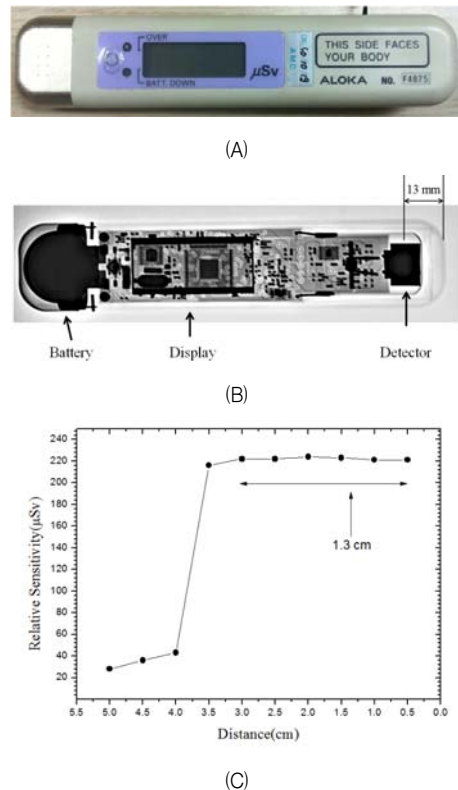 OVER
BATT. DOWN
μSv
THIS SIDE FACES
YOUR BODY
ALOKA NO. F4875
(A)
13 mm
Battery
Display
Detector
(B)
Relative Sensitivity(μSv)
220
200
180
160
140
120
100
80
60
40
20
240
1.3 cm
5.5 5.0 4.5 4.0 3.5 3.0 2.5 2.0 1.5 1.0 0.5 0.0
Distance(cm)
(C)